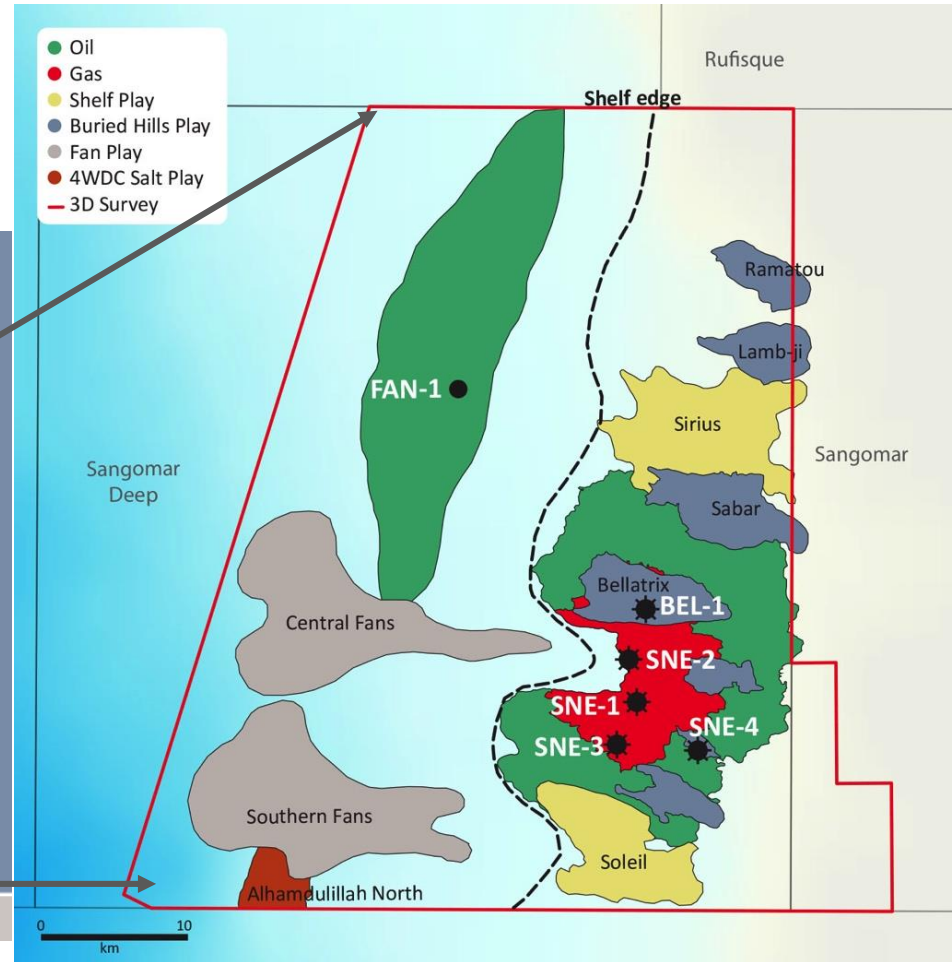 Oil
Gas
Shelf Play
Buried Hills Play
Fan Play
4WDC Salt Play
3D Survey
Rufisque
Shelf edge
Ramatou
Lamb-ji
FAN-1
Sirius
Sangomar
Sangomar
Deep
Sabar
Bellatrix
BEL-1
Central Fans
SNE-2
SNE-1
SNE-4
SNE-3
Southern Fans
Soleil
Alhamdulillah North
0
10
km